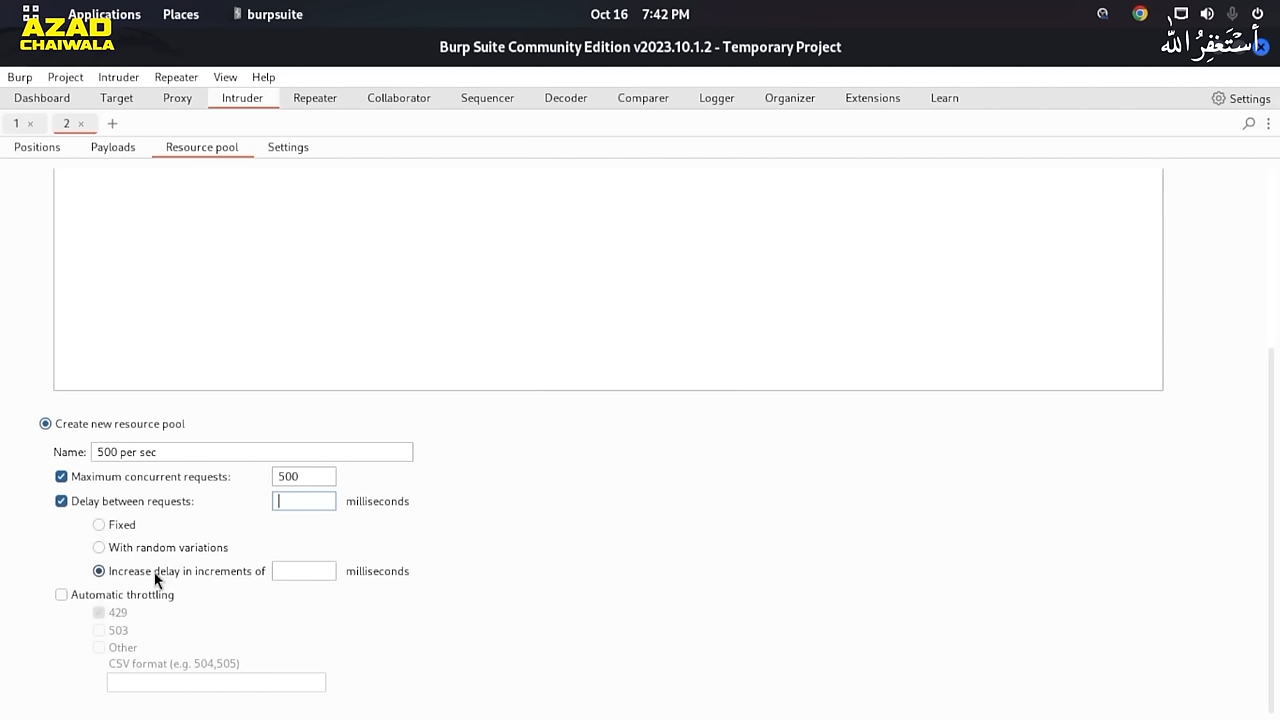 Applications Places burpsuite Oct 16 7:42 PM
AZAD
CHAIWALA
أستغفر الله
Burp Suite Community Edition v2023.10.1.2 - Temporary Project
Burp Project Intruder Repeater View Help
Dashboard Target Proxy Intruder Repeater Collaborator Sequencer Decoder Comparer Logger Organizer Extensions Learn Settings
1 × 2 × +
Positions Payloads Resource pool Settings
Create new resource pool
Name: 500 per sec
Maximum concurrent requests: 500
Delay between requests: milliseconds
Fixed
With random variations
Increase delay in increments of milliseconds
Automatic throttling
429
503
Other
CSV format (e.g. 504,505)